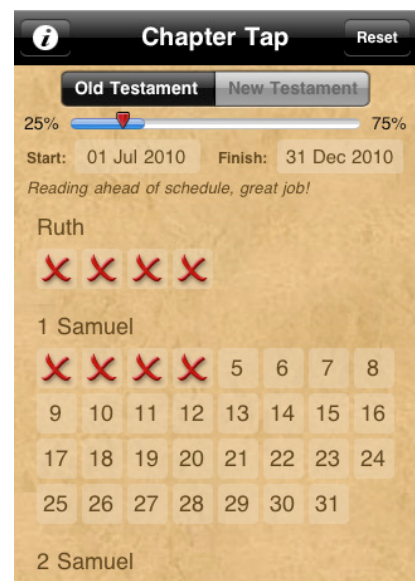 i Chapter Tap Reset
Old Testament New Testament
25% 75%
Start: 01 Jul 2010 Finish: 31 Dec 2010
Reading ahead of schedule, great job!
Ruth
1 Samuel
5 6 7 8
9 10 11 12 13 14 15 16
17 18 19 20 21 22 23 24
25 26 27 28 29 30 31
2 Samuel